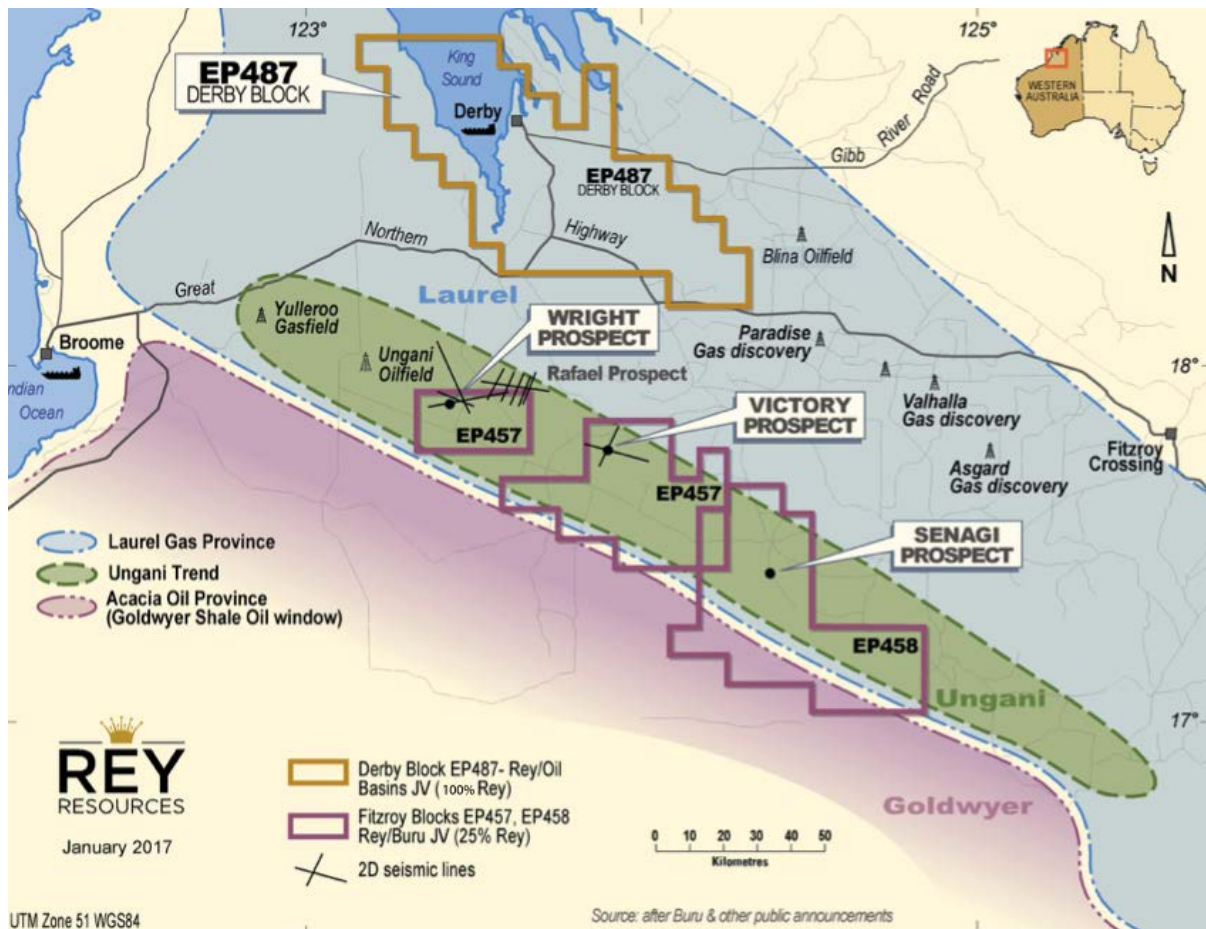 123°
125°
EP487
DERBY BLOCK
King
Sound
Derby
WESTERN
AUSTRALIA
Gibb River Road
EP487
DERBY BLOCK
N
Great Northern Highway
Blina Oilfield
Laurel
Yulleroo
Gasfield
WRIGHT
PROSPECT
Paradise
Gas discovery
Broome
Ungani
Oilfield
Rafael Prospect
18°
ndian
Ocean
VICTORY
PROSPECT
Valhalla
Gas discovery
EP457
Fitzroy
Crossing
Asgard
Gas discovery
EP457
SENAGI
PROSPECT
Laurel Gas Province
Ungani Trend
Acacia Oil Province
(Goldwyer Shale Oil window)
EP458
Ungani
17°
REY
RESOURCES
January 2017
Derby Block EP487- Rey/Oil
Basins JV (100% Rey)
Fitzroy Blocks EP457, EP458
Rey/Buru JV (25% Rey)
2D seismic lines
Goldwyer
0 10 20 30 40 50
Kilometres
UTM Zone 51 WGS84
Source: after Buru & other public announcements